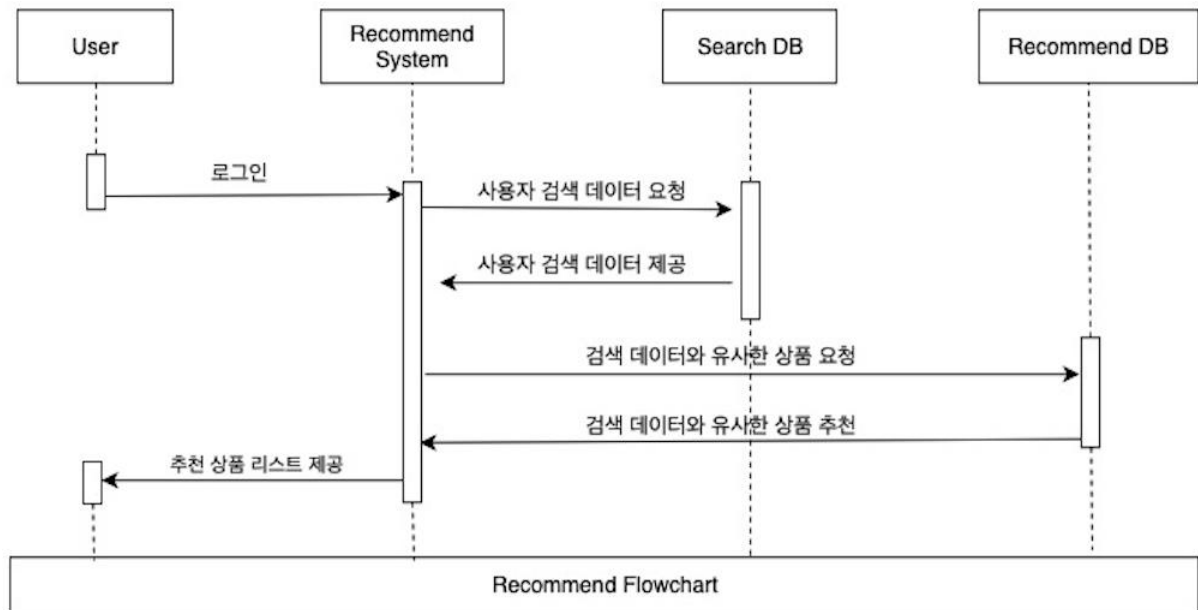 User
Recommend
System
Search DB
Recommend DB
로그인
사용자 검색 데이터 요청
사용자 검색 데이터 제공
검색 데이터와 유사한 상품 요청
검색 데이터와 유사한 상품 추천
추천 상품 리스트 제공
Recommend Flowchart